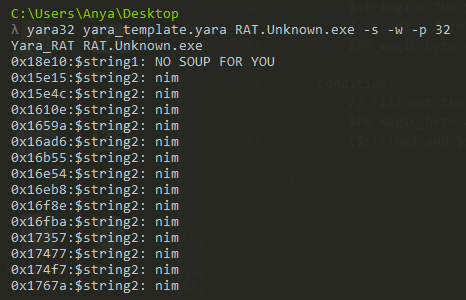 C:\Users\Anya\Desktop
λ yara32 yara_template.yara RAT.Unknown.exe -s -w -p 32
Yara_RAT RAT.Unknown.exe
0x18e10:$string1: NO SOUP FOR YOU
0x15e15:$string2: nim
0x15e4c:$string2: nim
0x1610e:$string2: nim
0x1659a:$string2: nim
0x16ad6:$string2: nim
0x16b55:$string2: nim
0x16e54:$string2: nim
0x16eb8:$string2: nim
0x16f8e:$string2: nim
0x16fba:$string2: nim
0x17357:$string2: nim
0x17477:$string2: nim
0x174f7:$string2: nim
0x1767a:$string2: nim